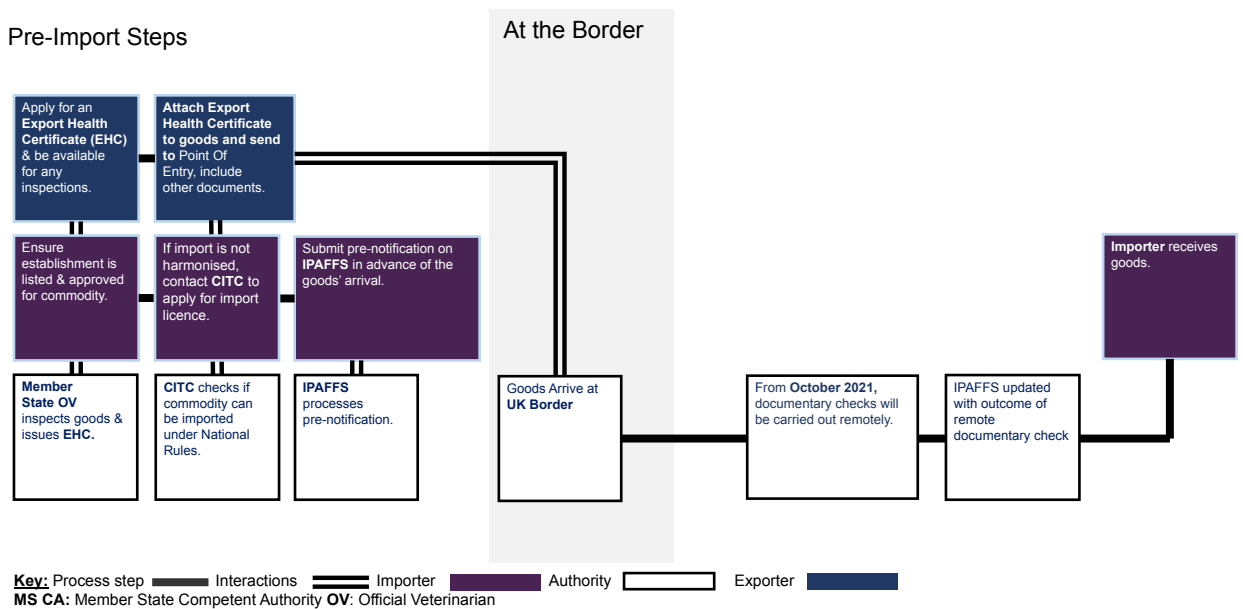 Pre-Import Steps
At the Border
Apply for an
Export Health
Certificate (EHC)
& be available
for any
inspections.
Attach Export
Health Certificate
to goods and send
to Point Of
Entry, include
other documents.
Ensure
establishment is
listed & approved
for commodity.
If import is not
harmonised,
contact CITC to
apply for import
licence.
Submit pre-notification on
IPAFFS in advance of the
goods' arrival.
Importer receives
goods.
Member
State OV
inspects goods &
issues EHC.
CITC checks if
commodity can
be imported
under National
Rules.
IPAFFS
processes
pre-notification.
Goods Arrive at
UK Border
From October 2021,
documentary checks will
be carried out remotely.
IPAFFS updated
with outcome of
remote
documentary check
Key: Process step Interactions Importer Authority Exporter
MS CA: Member State Competent Authority OV: Official Veterinarian